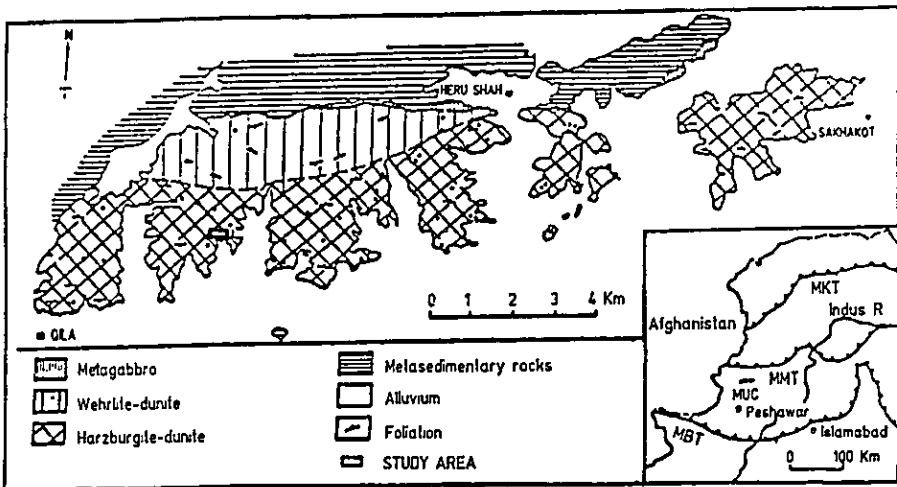 N
HERU SHAH
SAKHAKOT
0 1 2 3 4 Km
QILA
Metagabbro
Wehrlite-dunite
Harzburgite-dunite
Metasedimentary rocks
Alluvium
Foliation
STUDY AREA
MKT
Indus R
Afghanistan
MMT
MUC
Peshawar
MBT
Islamabad
0 100 Km